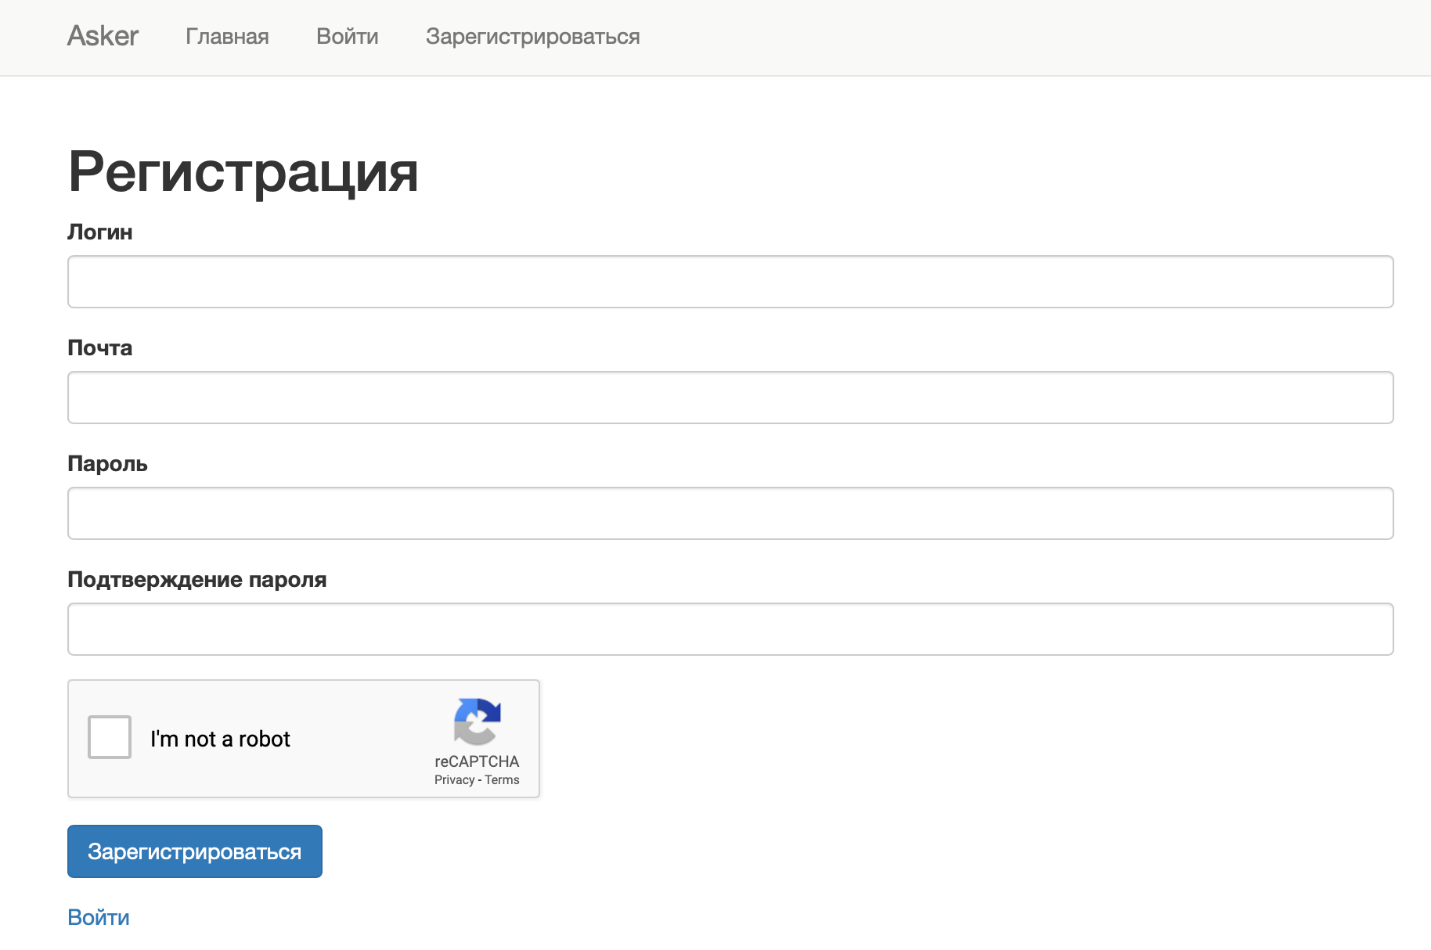 Asker Главная Войти Зарегистрироваться
Регистрация
Логин
Почта
Пароль
Подтверждение пароля
I'm not a robot
reCAPTCHA
Privacy - Terms
Зарегистрироваться
Войти